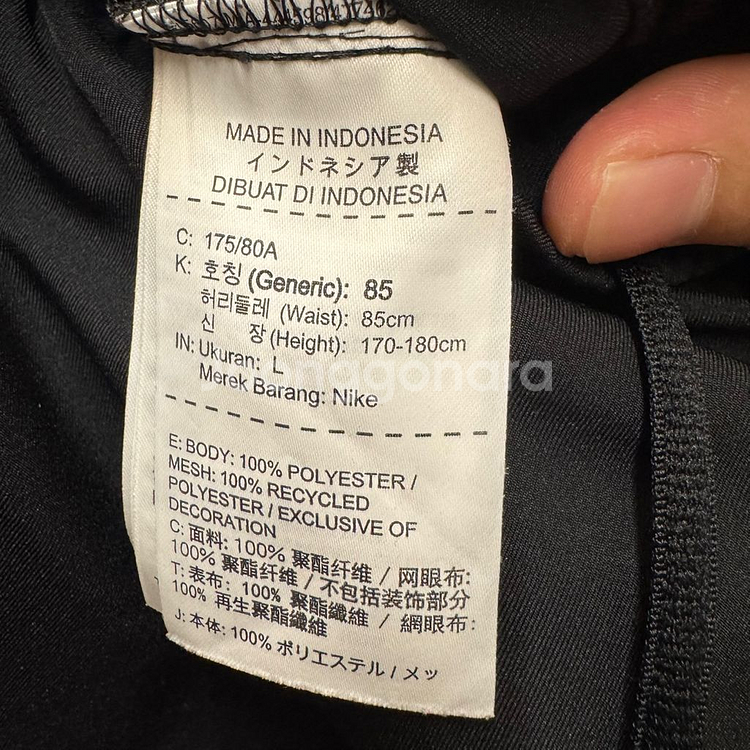 MADE IN INDONESIA
インドネシア製
DIBUAT DI INDONESIA
C: 175/80A
K: 호칭 (Generic): 85
허리둘레 (Waist): 85cm
신 장 (Height): 170-180cm
IN: Ukuran: L
Merek Barang: Nike
E: BODY: 100% POLYESTER /
MESH: 100% RECYCLED
POLYESTER / EXCLUSIVE OF
DECORATION
C: 面料: 100% 聚酯纤维 / 网眼布:
100% 聚酯纤维 / 不包括装饰部分
T: 表布: 100% 聚酯纖維 / 網眼布:
100% 再生聚酯纖維
J: 本体: 100% ポリエステル / メッ